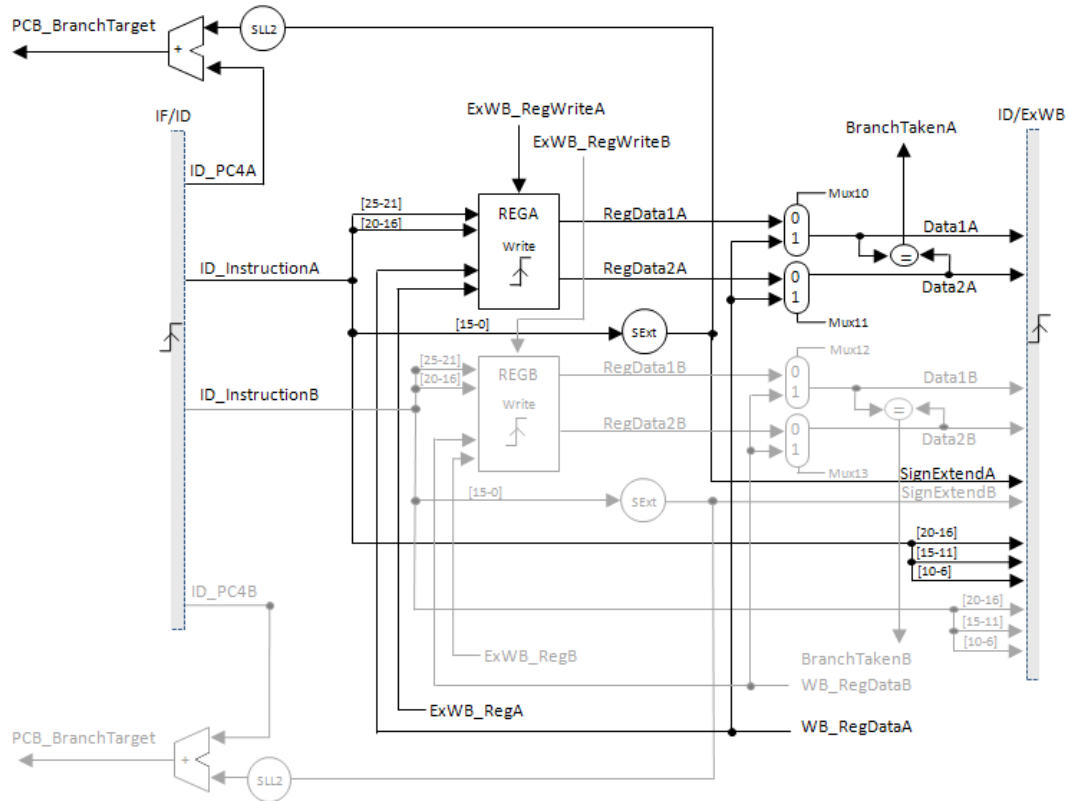 PCB_BranchTarget
SLL2
+
IF/ID
ExWB_RegWriteA
ID/ExWB
ExWB_RegWriteB
BranchTakenA
ID_PC4A
Mux10
[25-21]
REGA
RegData1A
0
Data1A
[20-16]
1
Write
=
ID_InstructionA
RegData2A
0
1
Data2A
[15-0]
SExt
Mux11
Mux12
[25-21]
REGB
RegData1B
0
Data1B
[20-16]
1
ID_InstructionB
Write
=
RegData2B
0
Data2B
1
Mux13
SignExtendA
[15-0]
SExt
SignExtendB
[20-16]
[15-11]
[10-6]
ID_PC4B
[20-16]
[15-11]
[10-6]
ExWB_RegB
BranchTakenB
WB_RegDataB
ExWB_RegA
WB_RegDataA
PCB_BranchTarget
+
SLL2